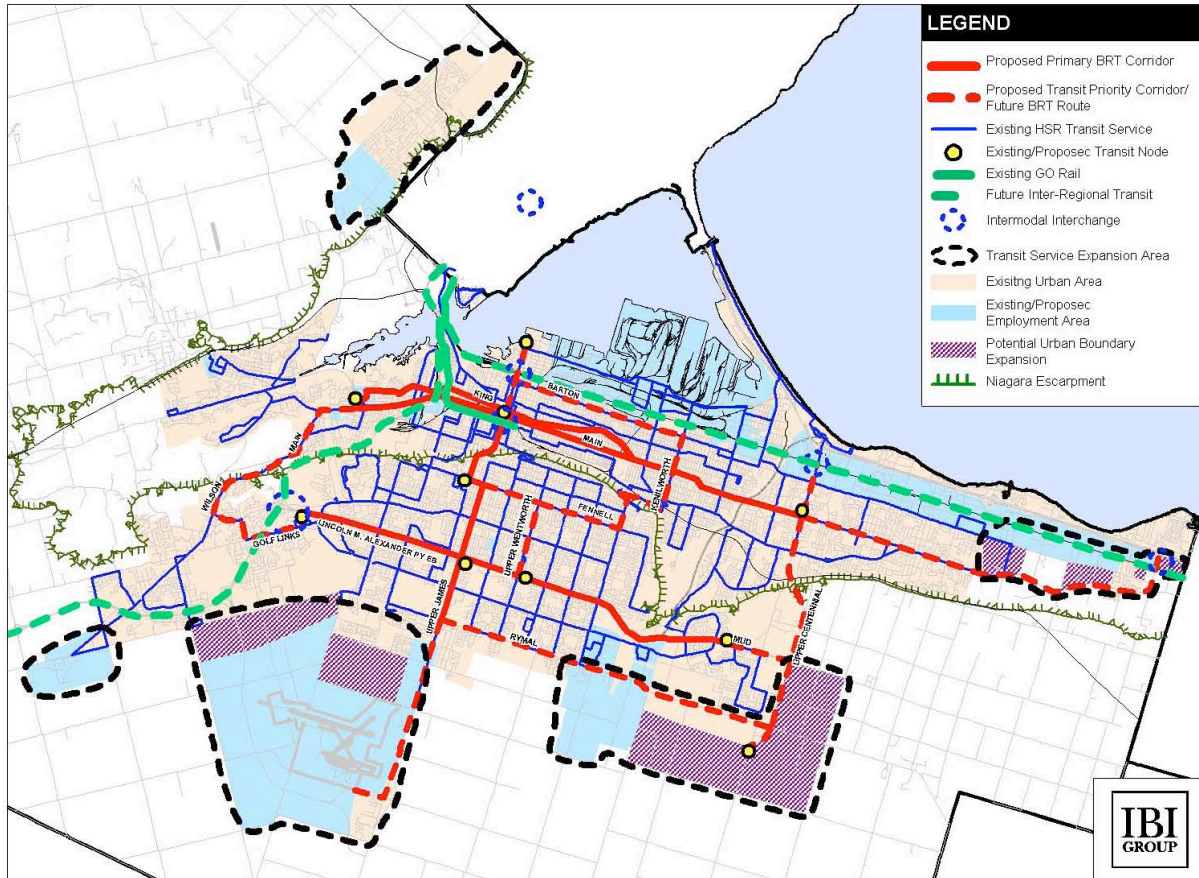 LEGEND
Proposed Primary BRT Corridor
Proposed Transit Priority Corridor/
Future BRT Route
Existing HSR Transit Service
Existing/Proposec Transit Node
Existing GO Rail
Future Inter-Regional Transit
Intermodal Interchange
Transit Service Expansion Area
Exisitng Urban Area
Existing/Proposec
Employment Area
Potential Urban Boundary
Expansion
Niagara Escarpment
KING
BARTON
MAIN
MAIN
WILSON
KENILWORTH
FENNELL
UPPER WENTWORTH
GOLF LINKS
LINCOLN M. ALEXANDER PY EB
UPPER JAMES
RYMAL
MUD
UPPER CENTENNIAL
IBI
GROUP